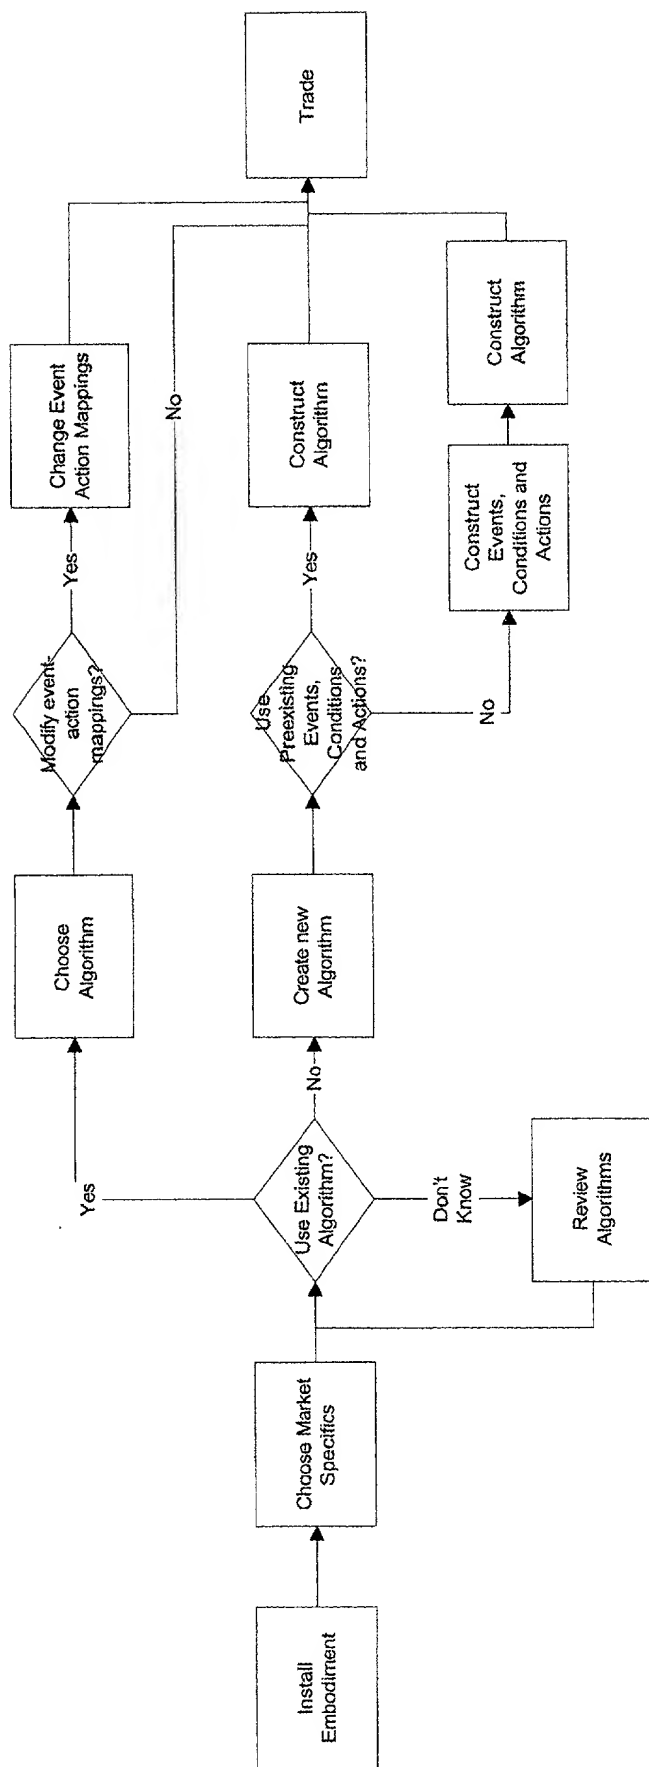 Install
Embodiment
Choose Market
Specifics
Use Existing
Algorithm?
Yes
No
Don't
Know
Review
Algorithms
Choose
Algorithm
Create new
Algorithm
Modify event-
action
mappings?
Yes
No
Use
Preexisting
Events,
Conditions
and Actions?
Yes
No
Change Event
Action Mappings
Construct
Algorithm
Construct
Events,
Conditions and
Actions
Construct
Algorithm
Trade